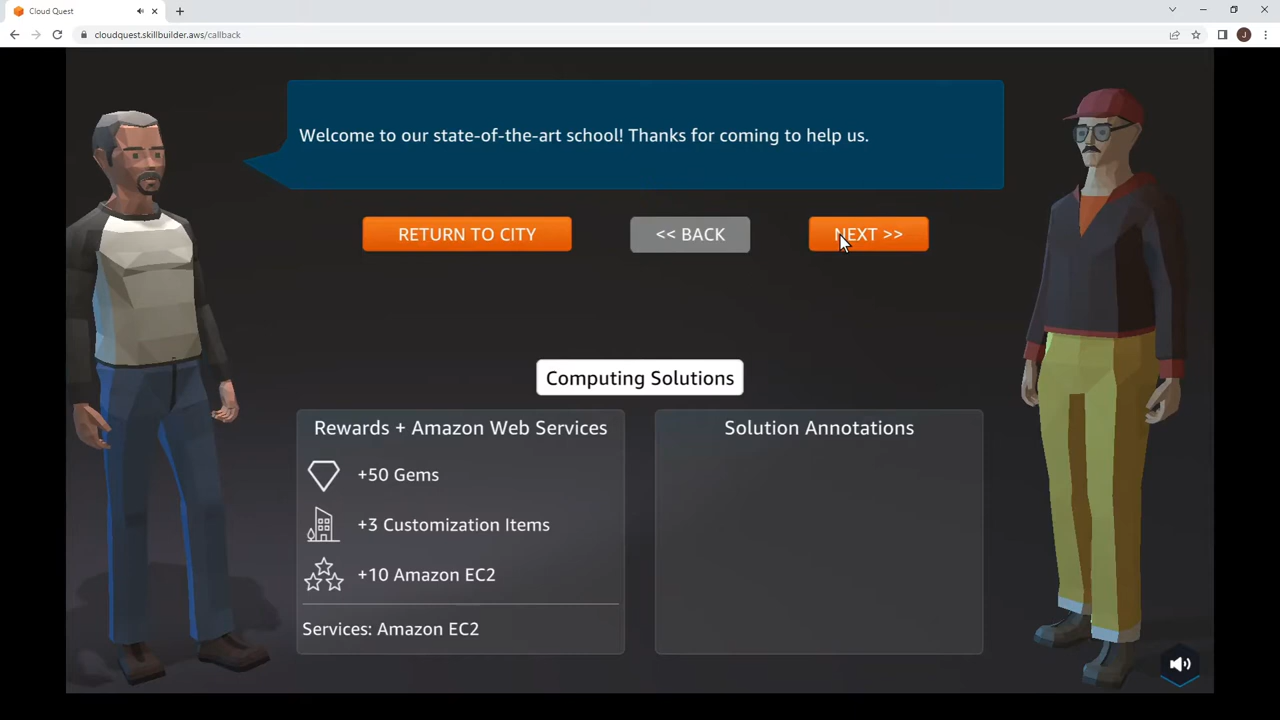 Cloud Quest
cloudquest.skillbuilder.aws/callback
J
Welcome to our state-of-the-art school! Thanks for coming to help us.
RETURN TO CITY
<< BACK
NEXT >>
Computing Solutions
Rewards + Amazon Web Services
+50 Gems
+3 Customization Items
+10 Amazon EC2
Services: Amazon EC2
Solution Annotations